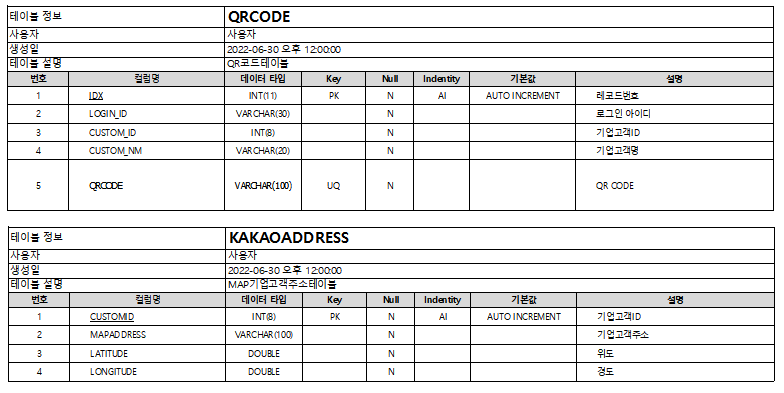 테이블 정보 QRCODE
사용자 사용자
생성일 2022-06-30 오후 12:00:00
테이블 설명 QR코드테이블
번호 컬럼명 데이터 타입 Key Null Indentity 기본값 설명
1 IDX INT(11) PK N AI AUTO INCREMENT 레코드번호
2 LOGIN_ID VARCHAR(30) N 로그인 아이디
3 CUSTOM_ID INT(8) N 기업고객ID
4 CUSTOM_NM VARCHAR(20) N 기업고객명
5 QRCODE VARCHAR(100) UQ N QR CODE
테이블 정보 KAKAOADDRESS
사용자 사용자
생성일 2022-06-30 오후 12:00:00
테이블 설명 MAP기업고객주소테이블
번호 컬럼명 데이터 타입 Key Null Indentity 기본값 설명
1 CUSTOMID INT(8) PK N AI AUTO INCREMENT 기업고객ID
2 MAPADDRESS VARCHAR(100) N 기업고객주소
3 LATITUDE DOUBLE N 위도
4 LONGITUDE DOUBLE N 경도